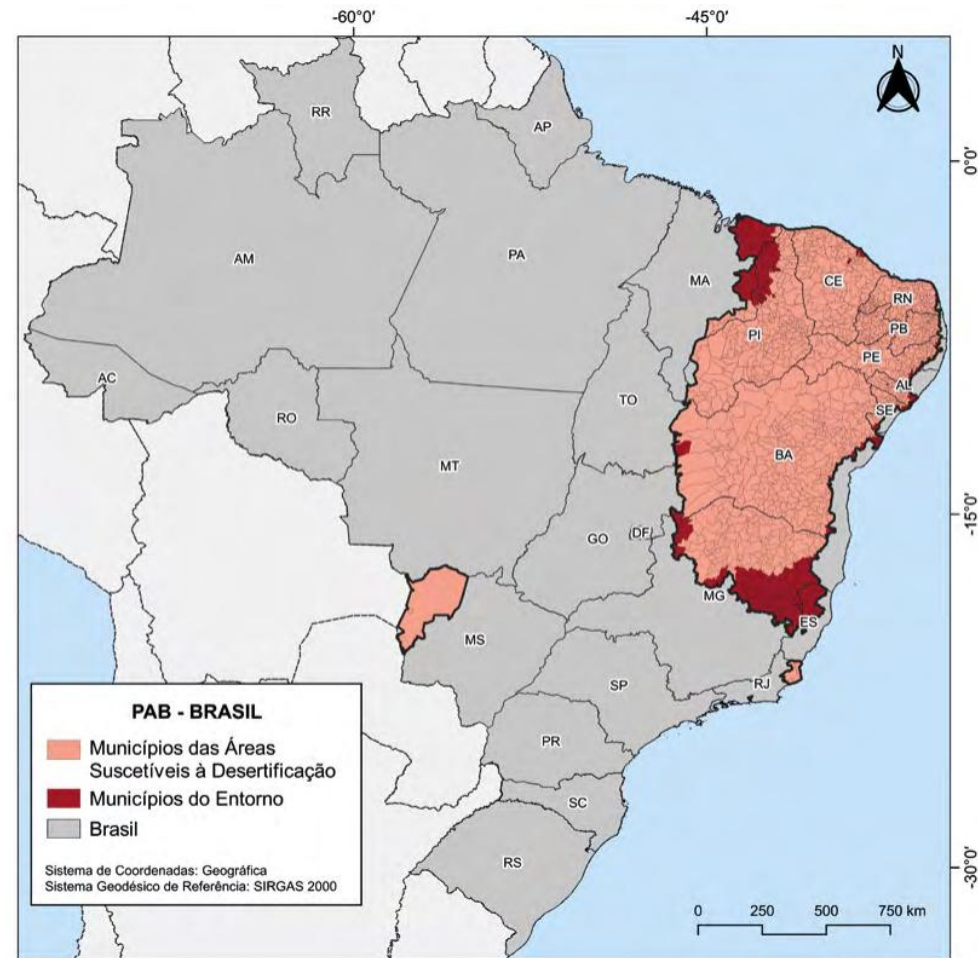 -60°0'
-45°0'
N
RR
AP
0°0'
AM
PA
MA
CE
RN
PB
PI
PE
AC
AL
TO
SE
RO
BA
MT
-15°0'
GO
(DF)
MG
ES
MS
SP
RJ
PR
SC
RS
-30°0'
PAB - BRASIL
Municípios das Áreas
Suscetíveis à Desertificação
Municípios do Entorno
Brasil
Sistema de Coordenadas: Geográfica
Sistema Geodésico de Referência: SIRGAS 2000
0 250 500 750 km